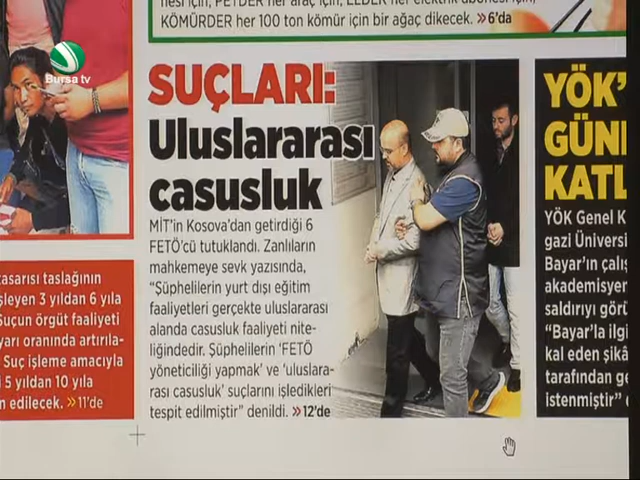 nesi için, PETDER her araç için, ELDER her elektrik abonesi için,
KÖMÜRDER her 100 ton kömür için bir ağaç dikecek. »6'da
Bursa tv
SUÇLARI:
Uluslararası
casusluk
MİT'in Kosova'dan getirdiği 6
FETÖ'cü tutuklandı. Zanlıların
mahkemeye sevk yazısında,
“Şüphelilerin yurt dışı eğitim
faaliyetleri gerçekte uluslararası
alanda casusluk faaliyeti nite-
liğindedir. Şüphelilerin ‘FETÖ
yöneticiliği yapmak’ ve ‘uluslara-
rası casusluk’ suçlarını işledikleri
tespit edilmiştir” denildi. »12'de
tasarısı taslağının
şleyen 3 yıldan 6 yıla
Suçun örgüt faaliyeti
yarı oranında artırıla-
Suç işleme amacıyla
i 5 yıldan 10 yıla
n edilecek. »11'de
YÖK'
GÜNI
KATL
YÖK Genel K
gazi Üniversi
Bayar'ın çalış
akademisyen
saldırıyı görü
“Bayar'la ilgi
kal eden şikâ
tarafından ge
istenmiştir”